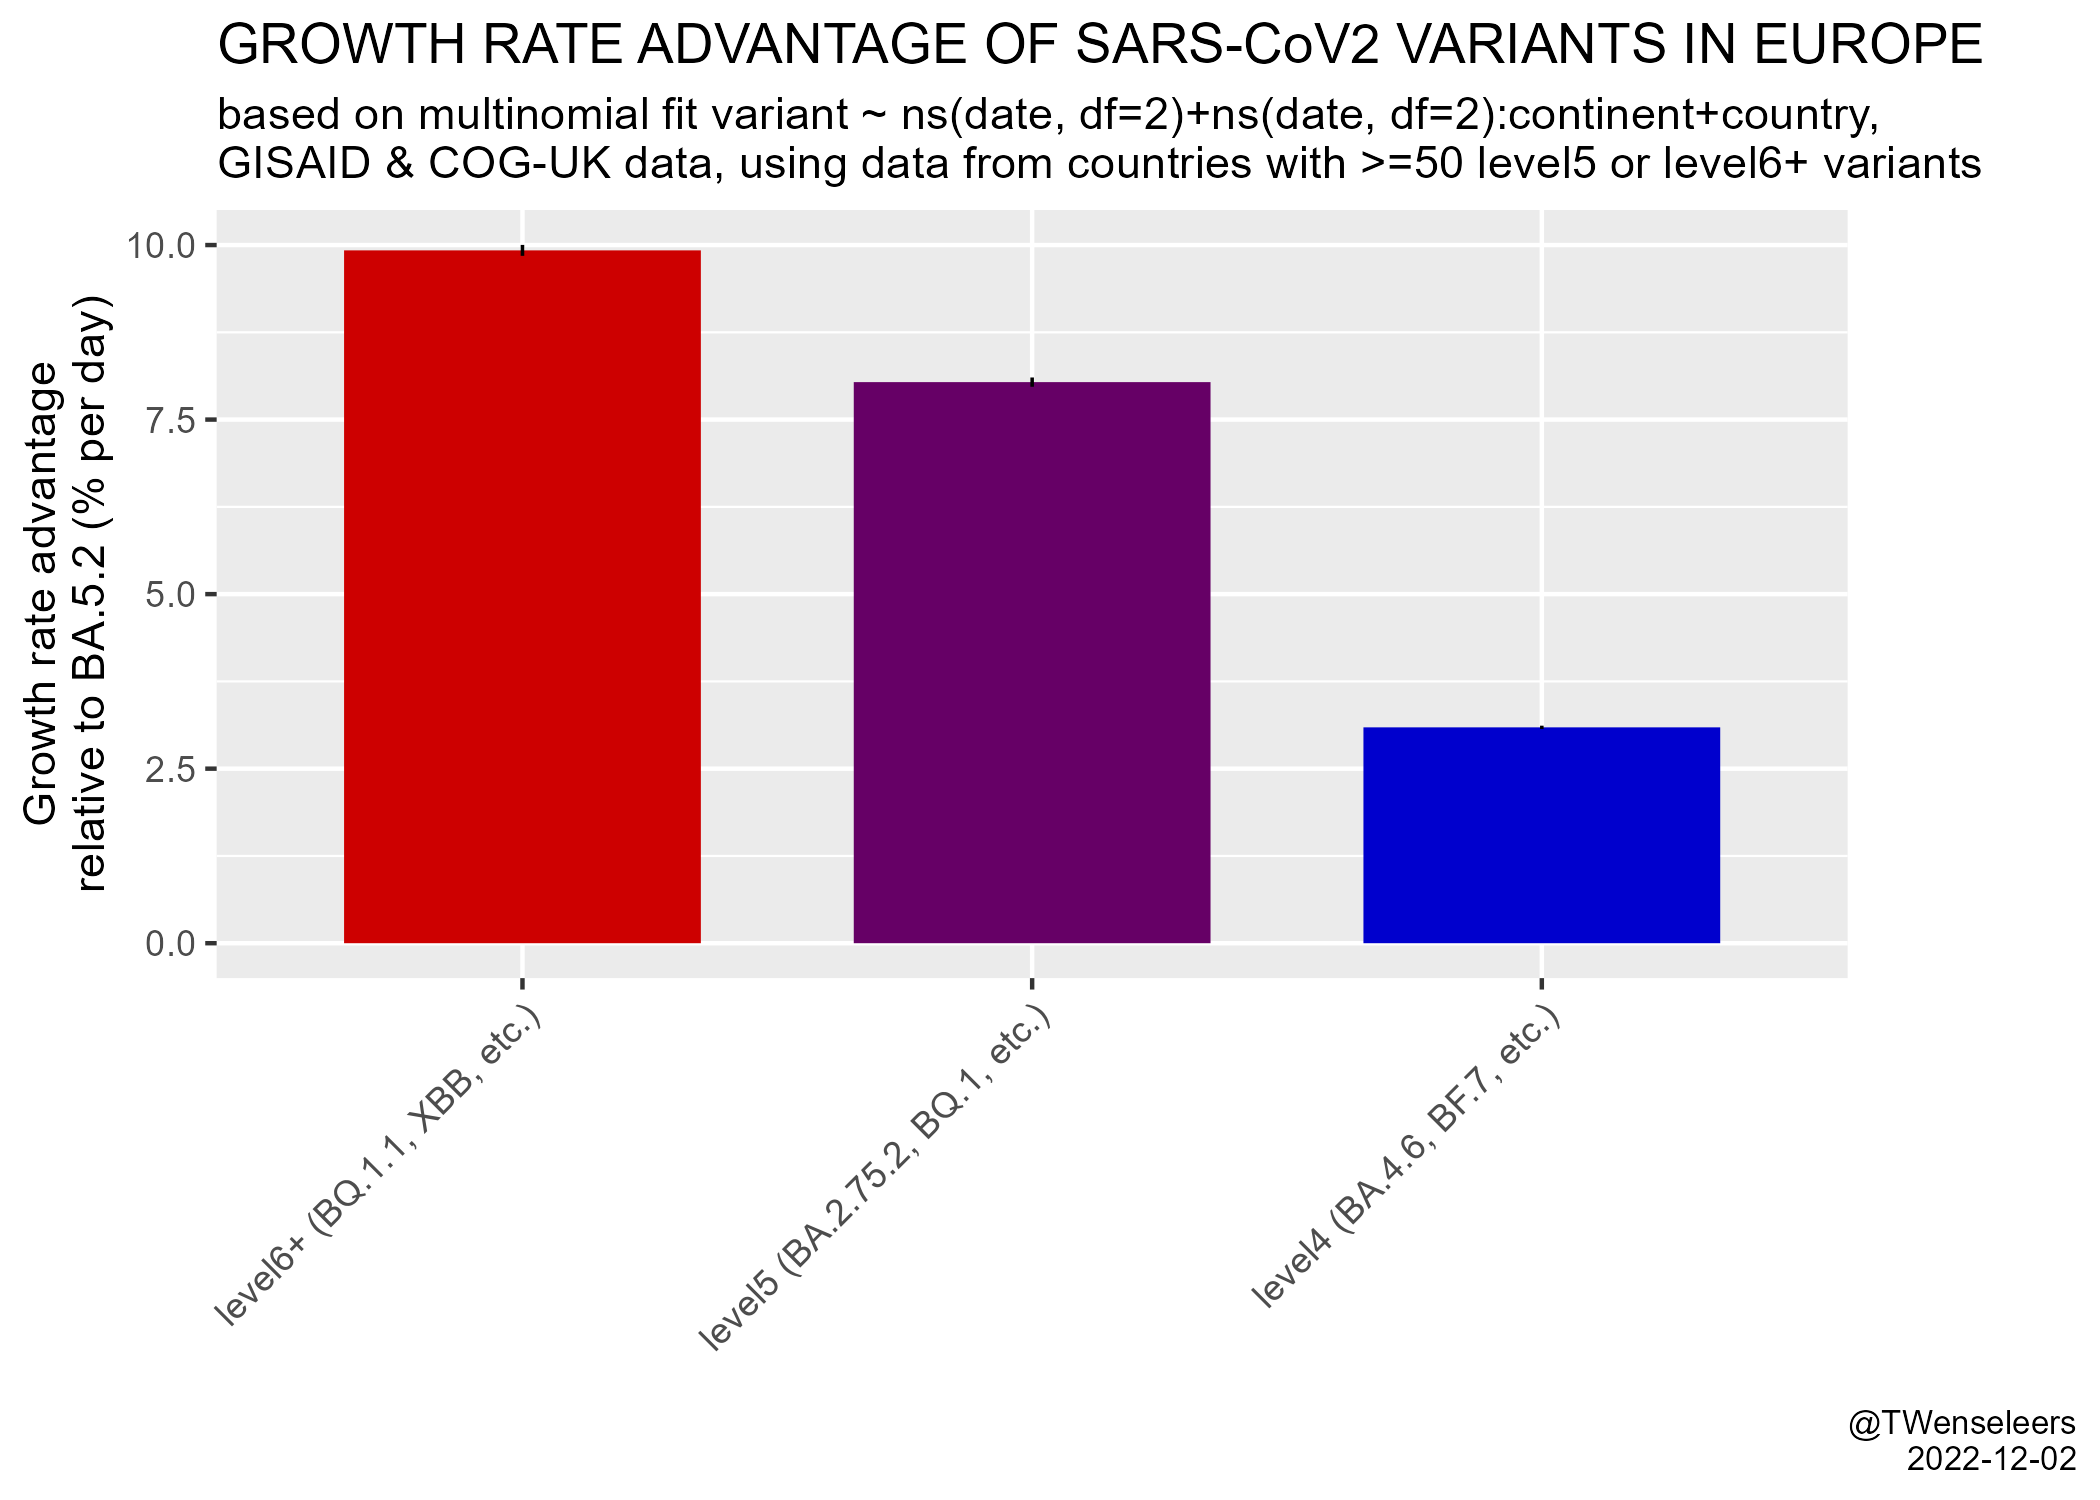 GROWTH RATE ADVANTAGE OF SARS-CoV2 VARIANTS IN EUROPE
based on multinomial fit variant ~ ns(date, df=2)+ns(date, df=2):continent+country,
GISAID & COG-UK data, using data from countries with >=50 level5 or level6+ variants
Growth rate advantage
relative to BA.5.2 (% per day)
10.0
7.5
5.0
2.5
0.0
level6+ (BQ.1.1, XBB, etc.)
level5 (BA.2.75.2, BQ.1, etc.)
level4 (BA.4.6, BF.7, etc.)
@TWenseleers
2022-12-02